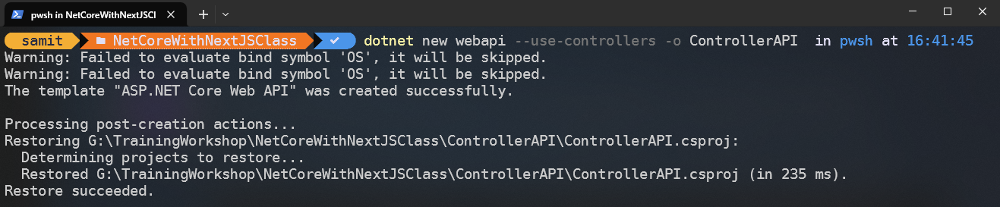 pwsh in NetCoreWithNextJSCl
samit NetCoreWithNextJSClass ✓ dotnet new webapi --use-controllers -o ControllerAPI in pwsh at 16:41:45
Warning: Failed to evaluate bind symbol 'OS', it will be skipped.
Warning: Failed to evaluate bind symbol 'OS', it will be skipped.
The template "ASP.NET Core Web API" was created successfully.
Processing post-creation actions...
Restoring G:\TrainingWorkshop\NetCoreWithNextJSClass\ControllerAPI\ControllerAPI.csproj:
Determining projects to restore...
Restored G:\TrainingWorkshop\NetCoreWithNextJSClass\ControllerAPI\ControllerAPI.csproj (in 235 ms).
Restore succeeded.